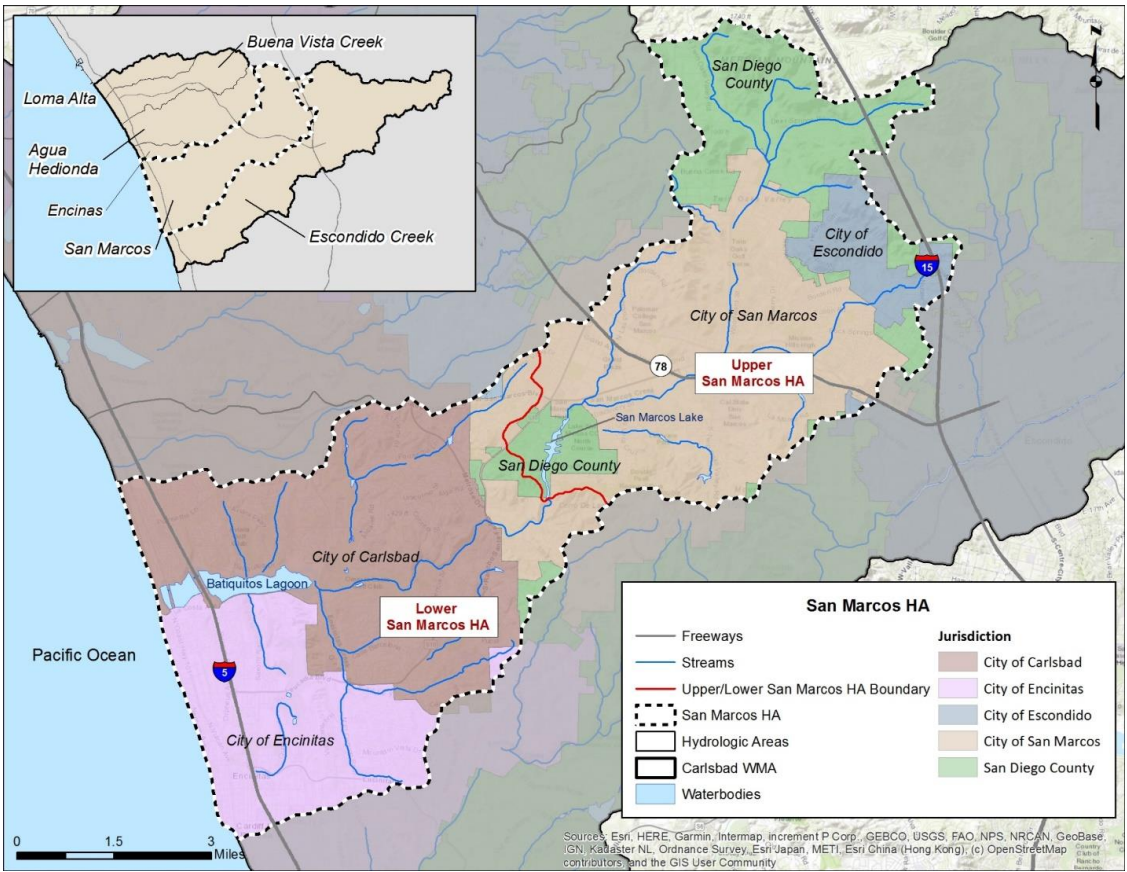 Buena Vista Creek
Loma Alta
Agua
Hedionda
Encinas
San Marcos
Escondido Creek
San Diego
County
N
City of
Escondido
15
City of San Marcos
78
Upper
San Marcos HA
San Marcos Lake
San Diego County
City of Carlsbad
Batiquitos Lagoon
Lower
San Marcos HA
Pacific Ocean
5
City of Encinitas
San Marcos HA
Freeways
Streams
Upper/Lower San Marcos HA Boundary
San Marcos HA
Hydrologic Areas
Carlsbad WMA
Waterbodies
Jurisdiction
City of Carlsbad
City of Encinitas
City of Escondido
City of San Marcos
San Diego County
0 1.5 3
Miles
Sources: Esri, HERE, Garmin, Intermap, increment P Corp., GEBCO, USGS, FAO, NPS, NRCAN, GeoBase,
IGN, Kadaster NL, Ordnance Survey, Esri Japan, METI, Esri China (Hong Kong), (c) OpenStreetMap
contributors, and the GIS User Community